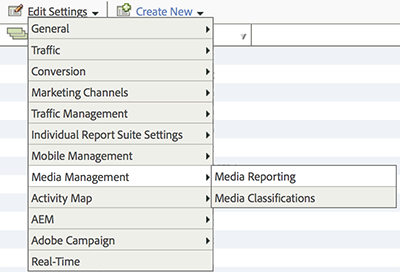 Edit Settings
Create New
General
Traffic
Conversion
Marketing Channels
Traffic Management
Individual Report Suite Settings
Mobile Management
Media Management
Media Reporting
Activity Map
Media Classifications
AEM
Adobe Campaign
Real-Time